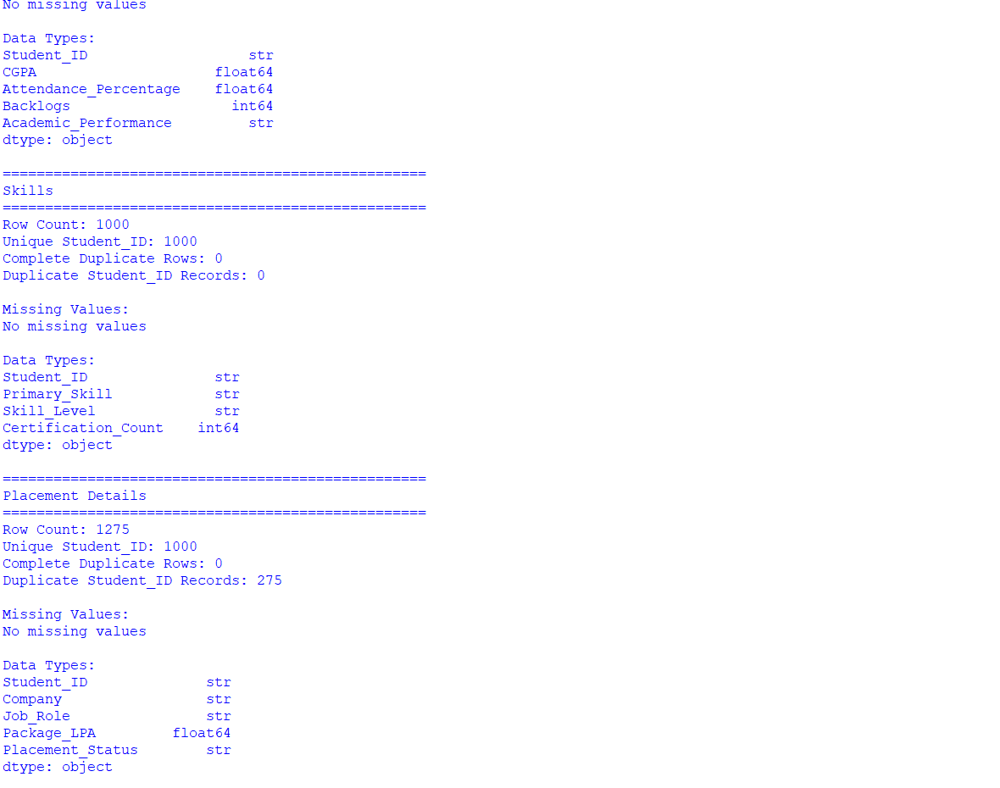 No missing values
Data Types:
Student_ID                   str
CGPA                     float64
Attendance_Percentage    float64
Backlogs                   int64
Academic_Performance         str
dtype: object
==================================================
Skills
==================================================
Row Count: 1000
Unique Student_ID: 1000
Complete Duplicate Rows: 0
Duplicate Student_ID Records: 0
Missing Values:
No missing values
Data Types:
Student_ID               str
Primary_Skill            str
Skill_Level              str
Certification_Count    int64
dtype: object
==================================================
Placement Details
==================================================
Row Count: 1275
Unique Student_ID: 1000
Complete Duplicate Rows: 0
Duplicate Student_ID Records: 275
Missing Values:
No missing values
Data Types:
Student_ID              str
Company                 str
Job_Role                str
Package_LPA         float64
Placement_Status        str
dtype: object